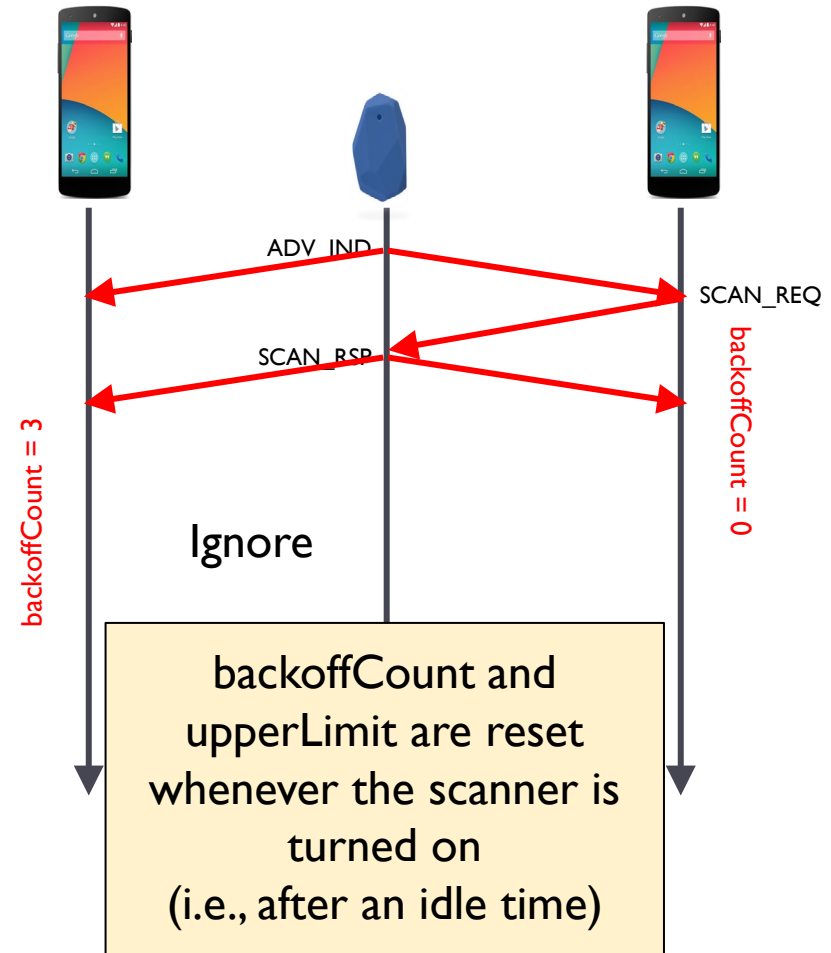 ADV_IND
SCAN_REQ
SCAN_RSP
backoffCount = 0
backoffCount = 3
Ignore
backoffCount and
upperLimit are reset
whenever the scanner is
turned on
(i.e., after an idle time)